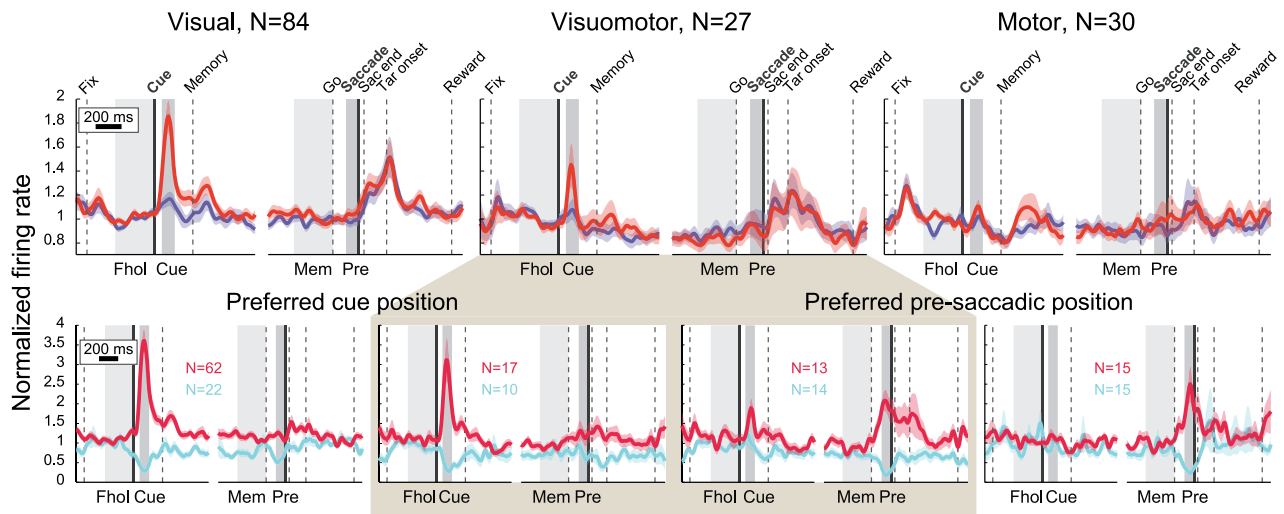 Visual, N=84
Visuomotor, N=27
Motor, N=30
Fix Cue Memory Go Saccade Sac end Tar onset Reward
Fix Cue Memory Go Saccade Sac end Tar onset Reward
Fix Cue Memory Go Saccade Sac end Tar onset Reward
Normalized firing rate
2
1.8
1.6
1.4
1.2
1
0.8
200 ms
Fhol Cue Mem Pre
Fhol Cue Mem Pre
Fhol Cue Mem Pre
Preferred cue position
Preferred pre-saccadic position
4
3.5
3
2.5
2
1.5
1
0.5
0
200 ms
N=62
N=22
N=17
N=10
N=13
N=14
N=15
N=15
Fhol Cue Mem Pre
Fhol Cue Mem Pre
Fhol Cue Mem Pre
Fhol Cue Mem Pre